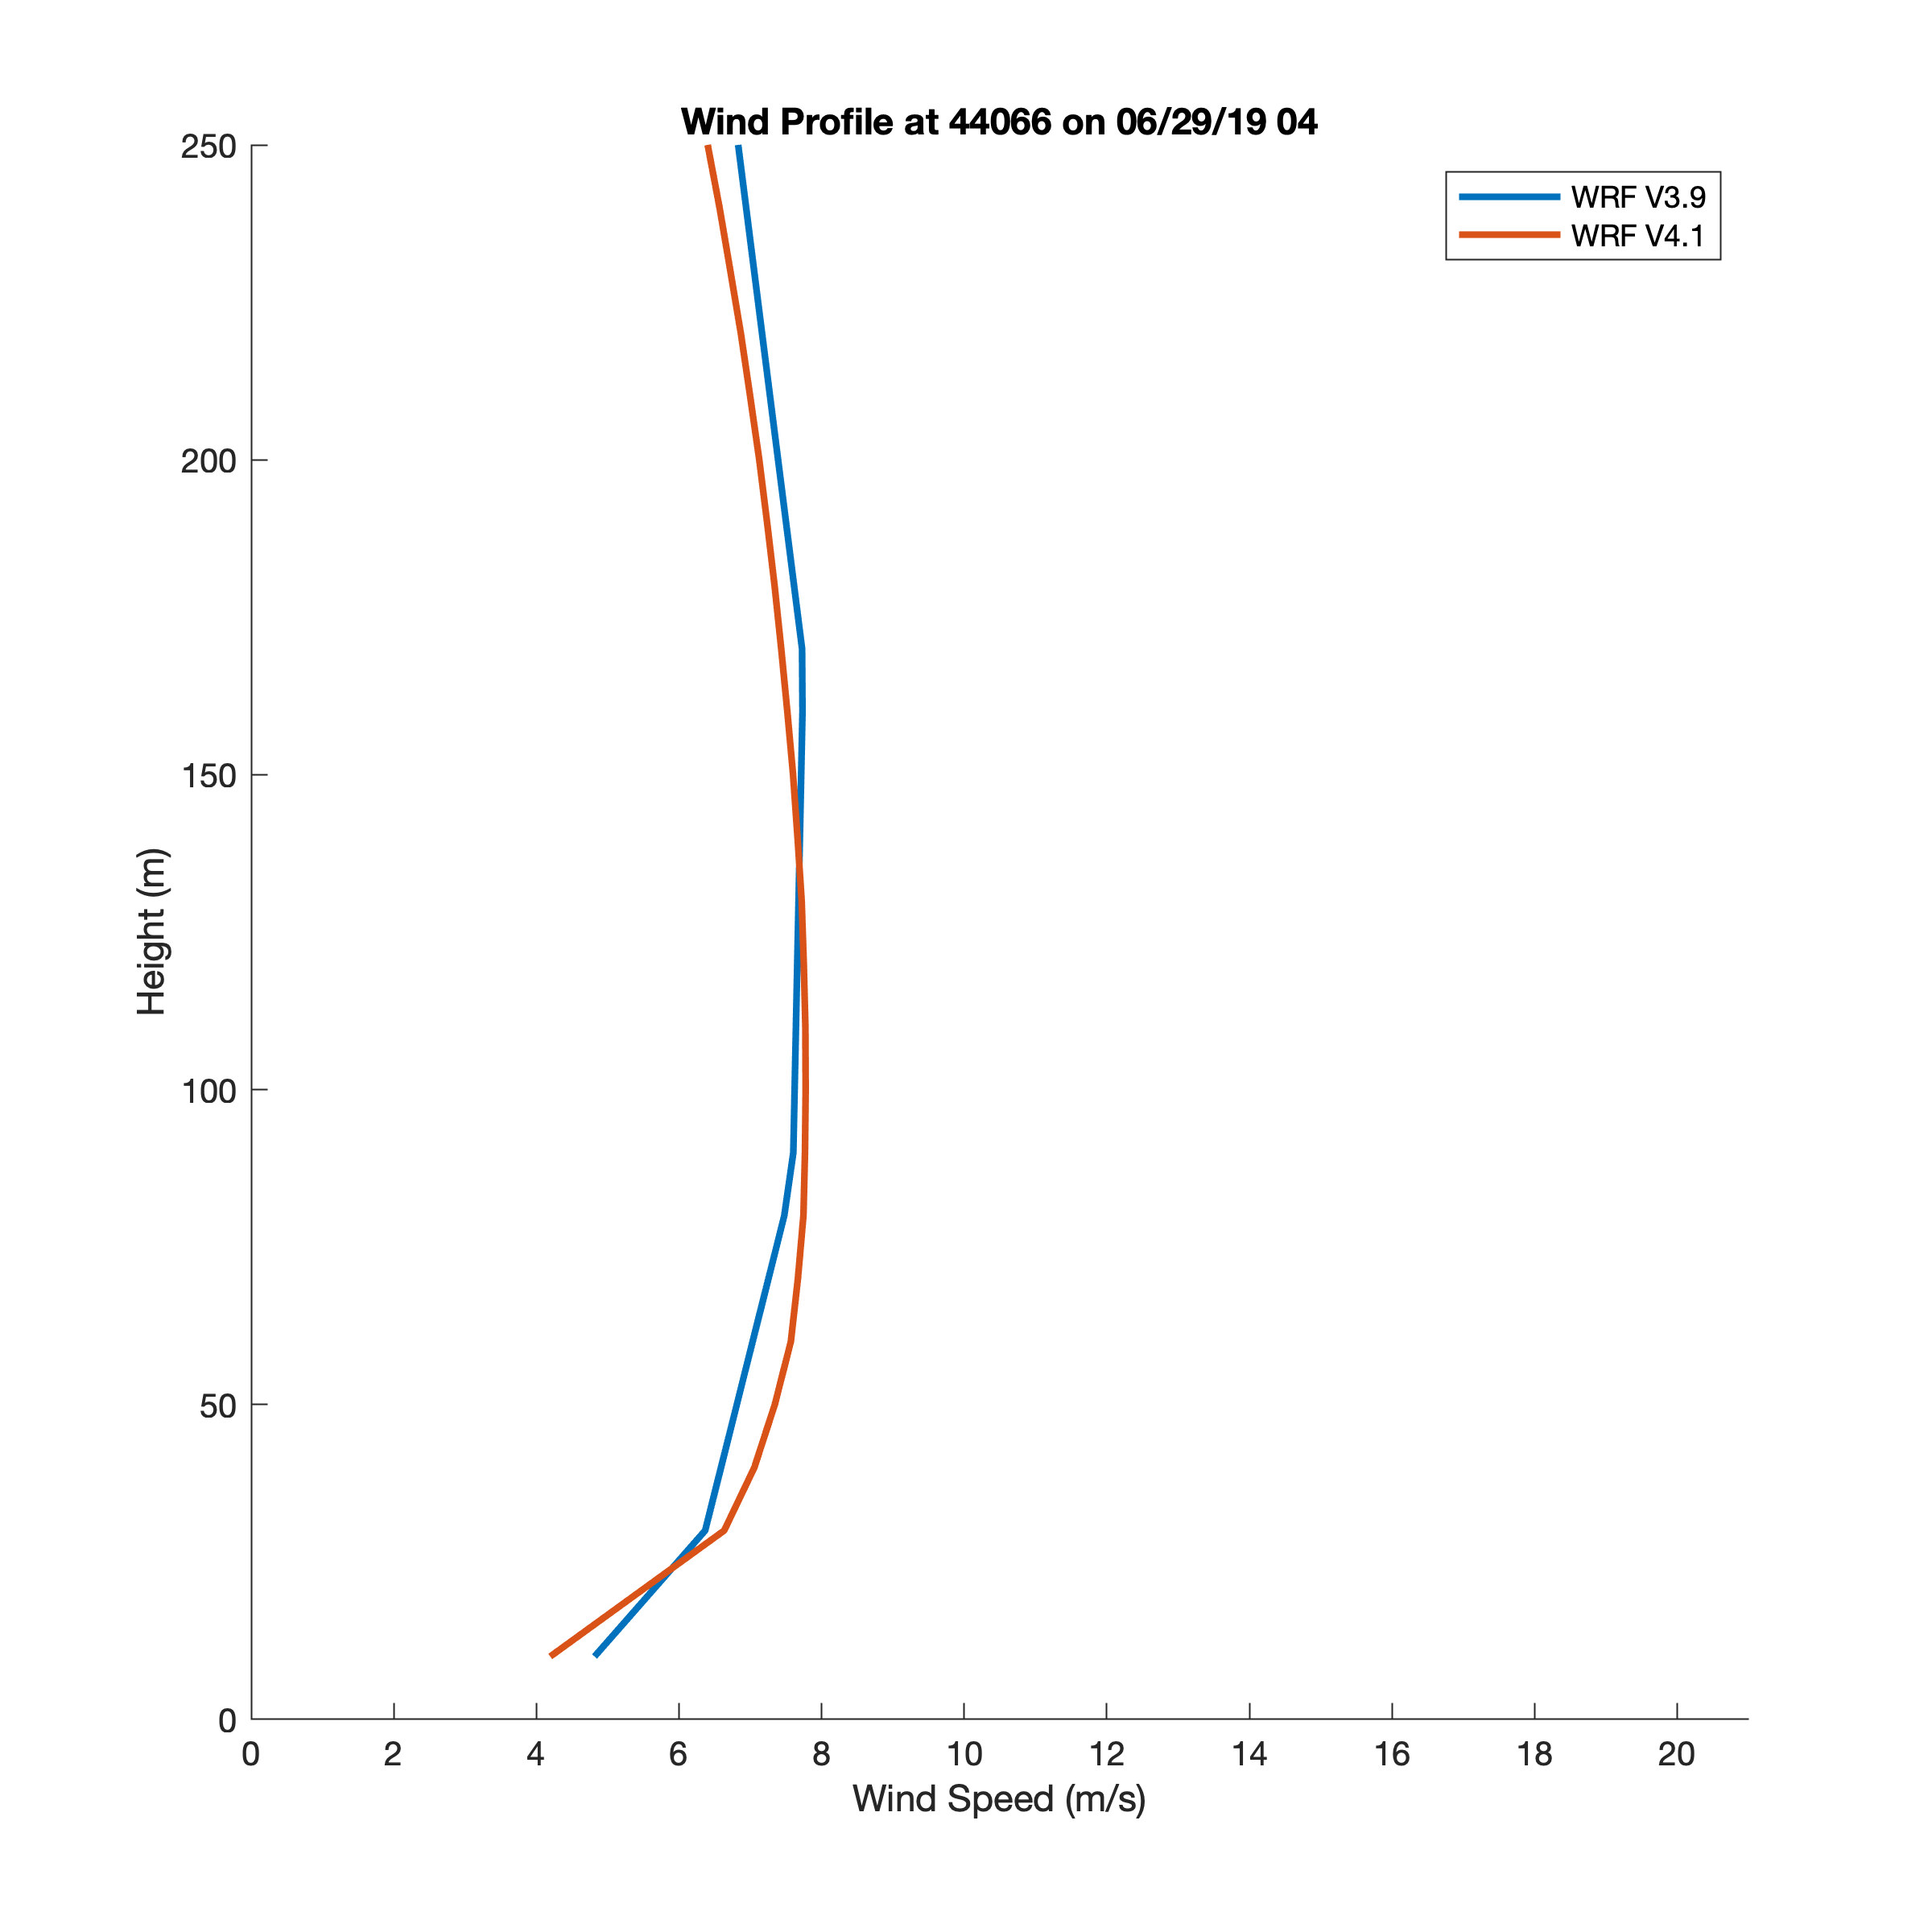 Wind Profile at 44066 on 06/29/19 04
250
WRF V3.9
WRF V4.1
200
150
Height (m)
100
50
0
0 2 4 6 8 10 12 14 16 18 20
Wind Speed (m/s)